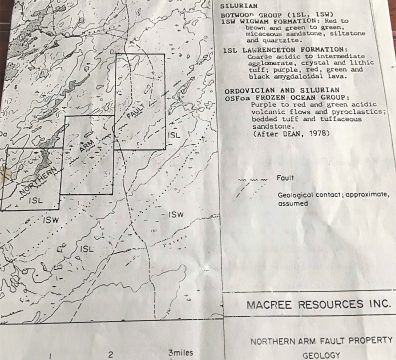 SILURIAN
BOTWOOD GROUP (ISL, ISW)
ISW WIGWAM FORMATION: Red to
brown and green to green,
micaceous sandstone, siltstone
and quartzite.
ISL LAWRENCETON FORMATION:
Coarse acidic to intermediate
agglomerate, crystal and lithic
tuff; purple, red, green and
black amygdaloidal lava.
ORDOVICIAN AND SILURIAN
OSFoa FROZEN OCEAN GROUP:
Purple to red and green acidic
volcanic flows and pyroclastics;
bedded tuff and tuffaceous
sandstone.
(After DEAN, 1978)
Fault
Geological contact; approximate,
assumed
FAULT
ISL
ARM
NORTHERN
ISL
ISW
ISW
ISL
MACREE RESOURCES INC.
NORTHERN ARM FAULT PROPERTY
GEOLOGY
1 2 3miles